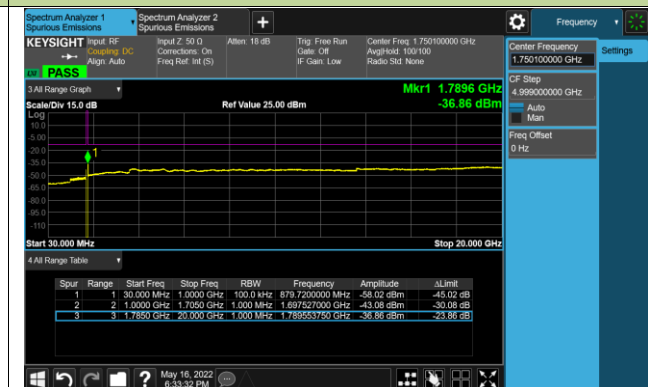 Spectrum Analyzer 1
Spurious Emissions
Spectrum Analyzer 2
Spurious Emissions
+
Frequency
KEYSIGHT
Input: RF
Coupling: DC
Align: Auto
Input Z: 50 Ω
Corrections: On
Freq Ref: Int (S)
Atten: 18 dB
Trig: Free Run
Gate: Off
IF Gain: Low
Center Freq: 1.750100000 GHz
Avg|Hold: 100/100
Radio Std: None
PASS
3 All Range Graph
Mkr1 1.7896 GHz
-36.86 dBm
Scale/Div 15.0 dB
Ref Value 25.00 dBm
Log
10.0
-5.00
-20.0
-35.0
-50.0
-65.0
-80.0
-95.0
-110
1
Start 30.000 MHz
Stop 20.000 GHz
4 All Range Table
Spur Range Start Freq Stop Freq RBW Frequency Amplitude ΔLimit
1 1 30.000 MHz 1.0000 GHz 100.0 kHz 879.7200000 MHz -58.02 dBm -45.02 dB
2 2 1.0000 GHz 1.7050 GHz 1.000 MHz 1.697527000 GHz -43.08 dBm -30.08 dB
3 3 1.7850 GHz 20.000 GHz 1.000 MHz 1.789553750 GHz -36.86 dBm -23.86 dB
Center Frequency
1.750100000 GHz
Settings
CF Step
4.999000000 GHz
Auto
Man
Freq Offset
0 Hz
?
May 16, 2022
6:33:32 PM